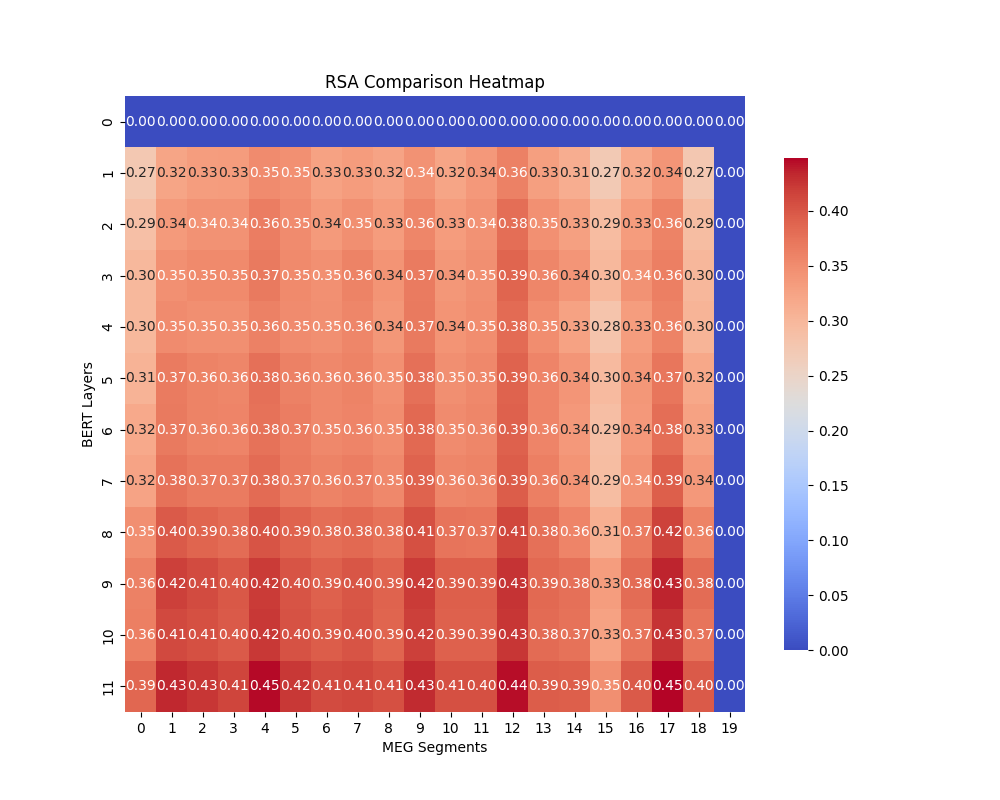 RSA Comparison Heatmap
0 0.00 0.00 0.00 0.00 0.00 0.00 0.00 0.00 0.00 0.00 0.00 0.00 0.00 0.00 0.00 0.00 0.00 0.00 0.00 0.00
1 0.27 0.32 0.33 0.33 0.35 0.35 0.33 0.33 0.32 0.34 0.32 0.34 0.36 0.33 0.31 0.27 0.32 0.34 0.27 0.00
2 0.29 0.34 0.34 0.34 0.36 0.35 0.34 0.35 0.33 0.36 0.33 0.34 0.38 0.35 0.33 0.29 0.33 0.36 0.29 0.00
3 0.30 0.35 0.35 0.35 0.37 0.35 0.35 0.36 0.34 0.37 0.34 0.35 0.39 0.36 0.34 0.30 0.34 0.36 0.30 0.00
4 0.30 0.35 0.35 0.35 0.36 0.35 0.35 0.36 0.34 0.37 0.34 0.35 0.38 0.35 0.33 0.28 0.33 0.36 0.30 0.00
5 0.31 0.37 0.36 0.36 0.38 0.36 0.36 0.36 0.35 0.38 0.35 0.35 0.39 0.36 0.34 0.30 0.34 0.37 0.32 0.00
6 0.32 0.37 0.36 0.36 0.38 0.37 0.35 0.36 0.35 0.38 0.35 0.36 0.39 0.36 0.34 0.29 0.34 0.38 0.33 0.00
7 0.32 0.38 0.37 0.37 0.38 0.37 0.36 0.37 0.35 0.39 0.36 0.36 0.39 0.36 0.34 0.29 0.34 0.39 0.34 0.00
8 0.35 0.40 0.39 0.38 0.40 0.39 0.38 0.38 0.38 0.41 0.37 0.37 0.41 0.38 0.36 0.31 0.37 0.42 0.36 0.00
9 0.36 0.42 0.41 0.40 0.42 0.40 0.39 0.40 0.39 0.42 0.39 0.39 0.43 0.39 0.38 0.33 0.38 0.43 0.38 0.00
10 0.36 0.41 0.41 0.40 0.42 0.40 0.39 0.40 0.39 0.42 0.39 0.39 0.43 0.38 0.37 0.33 0.37 0.43 0.37 0.00
11 0.39 0.43 0.43 0.41 0.45 0.42 0.41 0.41 0.41 0.43 0.41 0.40 0.44 0.39 0.39 0.35 0.40 0.45 0.40 0.00
0 1 2 3 4 5 6 7 8 9 10 11 12 13 14 15 16 17 18 19
MEG Segments
BERT Layers
0.40
0.35
0.30
0.25
0.20
0.15
0.10
0.05
0.00